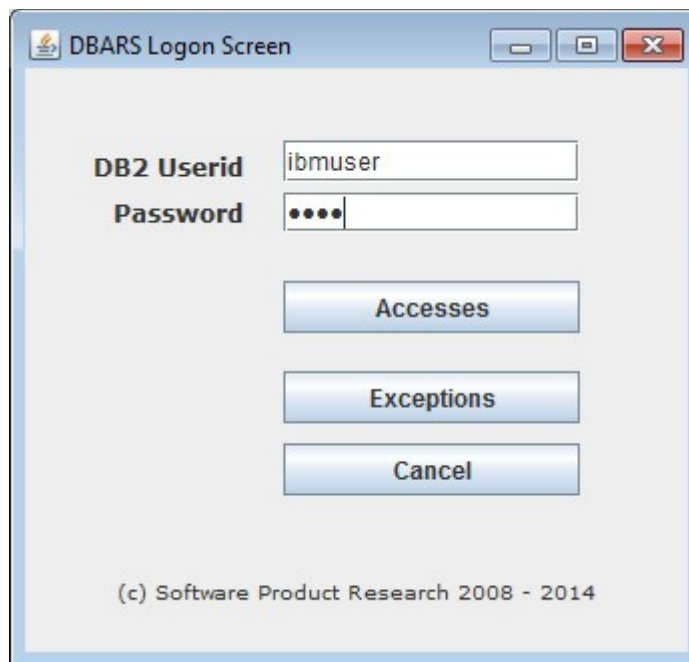 DBARS Logon Screen
DB2 Userid ibmuser
Password ••••
Accesses
Exceptions
Cancel
(c) Software Product Research 2008 - 2014